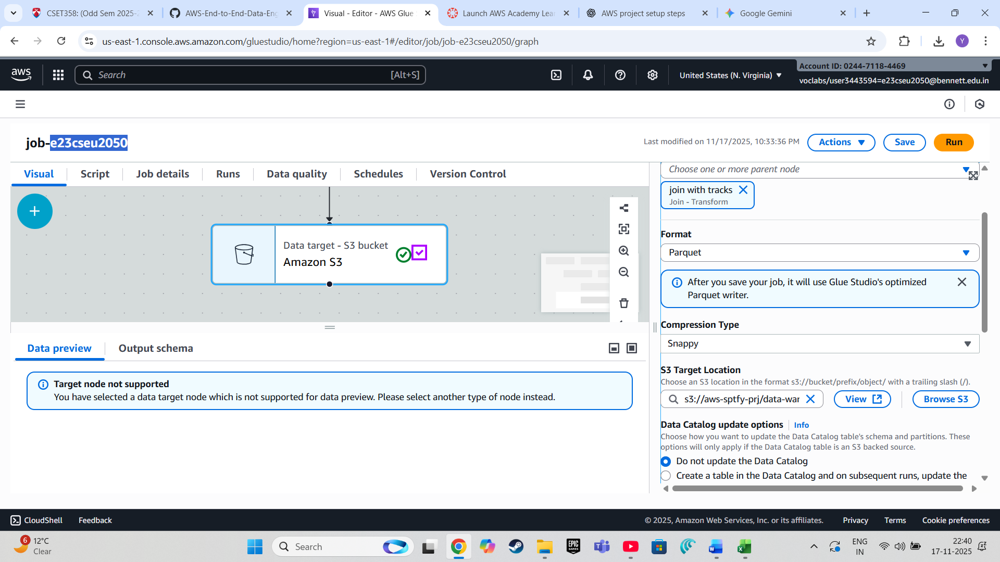 CSET358: (Odd Sem 2025-2
AWS-End-to-End-Data-Eng
Visual - Editor - AWS Glue
Launch AWS Academy Lear
AWS project setup steps
Google Gemini
us-east-1.console.aws.amazon.com/gluestudio/home?region=us-east-1#/editor/job/job-e23cseu2050/graph
Y
aws
Search
[Alt+S]
United States (N. Virginia)
Account ID: 0244-7118-4469
voclabs/user3443594=e23cseu2050@bennett.edu.in
job-e23cseu2050
Last modified on 11/17/2025, 10:33:36 PM
Actions
Save
Run
Visual
Script
Job details
Runs
Data quality
Schedules
Version Control
Data target - S3 bucket
Amazon S3
Data preview
Output schema
Target node not supported
You have selected a data target node which is not supported for data preview. Please select another type of node instead.
Choose one or more parent node
join with tracks
Join - Transform
Format
Parquet
After you save your job, it will use Glue Studio's optimized
Parquet writer.
Compression Type
Snappy
S3 Target Location
Choose an S3 location in the format s3://bucket/prefix/object/ with a trailing slash (/).
s3://aws-sptfy-prj/data-war
View
Browse S3
Data Catalog update options
Info
Choose how you want to update the Data Catalog table's schema and partitions. These
options will only apply if the Data Catalog table is an S3 backed source.
Do not update the Data Catalog
Create a table in the Data Catalog and on subsequent runs, update the
CloudShell
Feedback
© 2025, Amazon Web Services, Inc. or its affiliates.
Privacy
Terms
Cookie preferences
6
12°C
Clear
Search
EPIC
GAMES
ENG
IN
22:40
17-11-2025